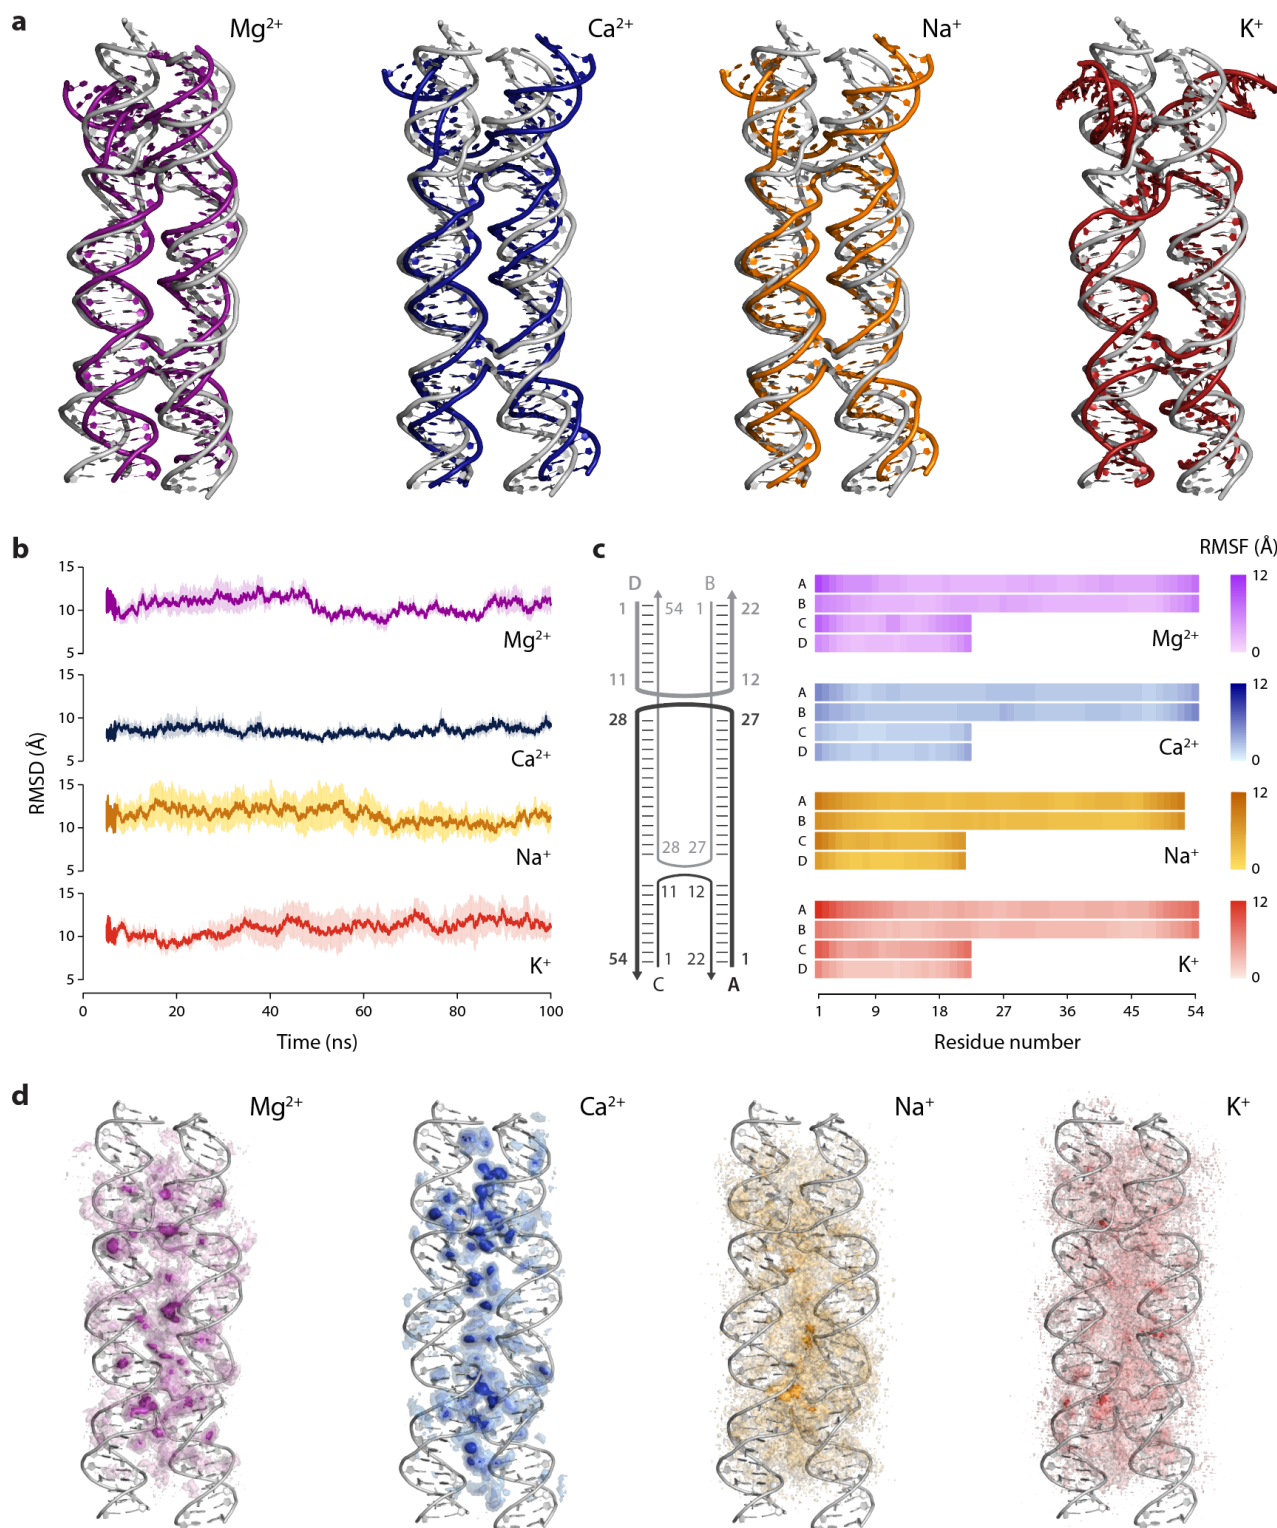 a
Mg²⁺
Ca²⁺
Na⁺
K⁺
b
RMSD (Å)
15
10
5
Mg²⁺
15
10
5
Ca²⁺
15
10
5
Na⁺
15
10
5
K⁺
0 20 40 60 80 100
Time (ns)
c
D B
1 54 1 22
11 12
28 27
28 27
11 12
54 1 22 1
C A
RMSF (Å)
A
B
C
D
Mg²⁺
12
0
A
B
C
D
Ca²⁺
12
0
A
B
C
D
Na⁺
12
0
A
B
C
D
K⁺
12
0
1 9 18 27 36 45 54
Residue number
d
Mg²⁺
Ca²⁺
Na⁺
K⁺